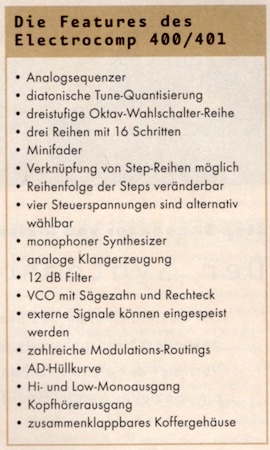 Die Features des
Electrocomp 400/401
• Analogsequenzer
• diatonische Tune-Quantisierung
• dreistufige Oktav-Wahlschalter-Reihe
• drei Reihen mit 16 Schritten
• Minifader
• Verknüpfung von Step-Reihen möglich
• Reihenfolge der Steps veränderbar
• vier Steuerspannungen sind alternativ
wählbar
• monophoner Synthesizer
• analoge Klangerzeugung
• 12 dB Filter
• VCO mit Sägezahn und Rechteck
• externe Signale können eingespeist
werden
• zahlreiche Modulations-Routings
• AD-Hüllkurve
• Hi- und Low-Monoausgang
• Kopfhörerausgang
• zusammenklappbares Koffergehäuse